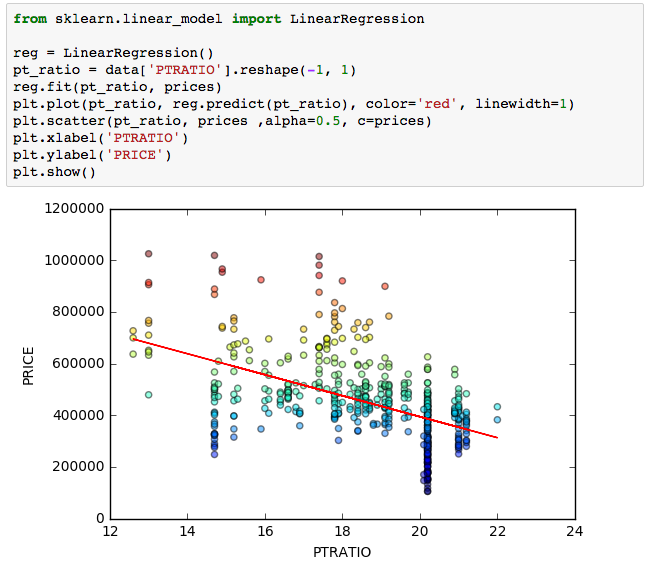 from sklearn.linear_model import LinearRegression
reg = LinearRegression()
pt_ratio = data['PTRATIO'].reshape(-1, 1)
reg.fit(pt_ratio, prices)
plt.plot(pt_ratio, reg.predict(pt_ratio), color='red', linewidth=1)
plt.scatter(pt_ratio, prices ,alpha=0.5, c=prices)
plt.xlabel('PTRATIO')
plt.ylabel('PRICE')
plt.show()
1200000
1000000
800000
600000
400000
200000
0
PRICE
12 14 16 18 20 22 24
PTRATIO